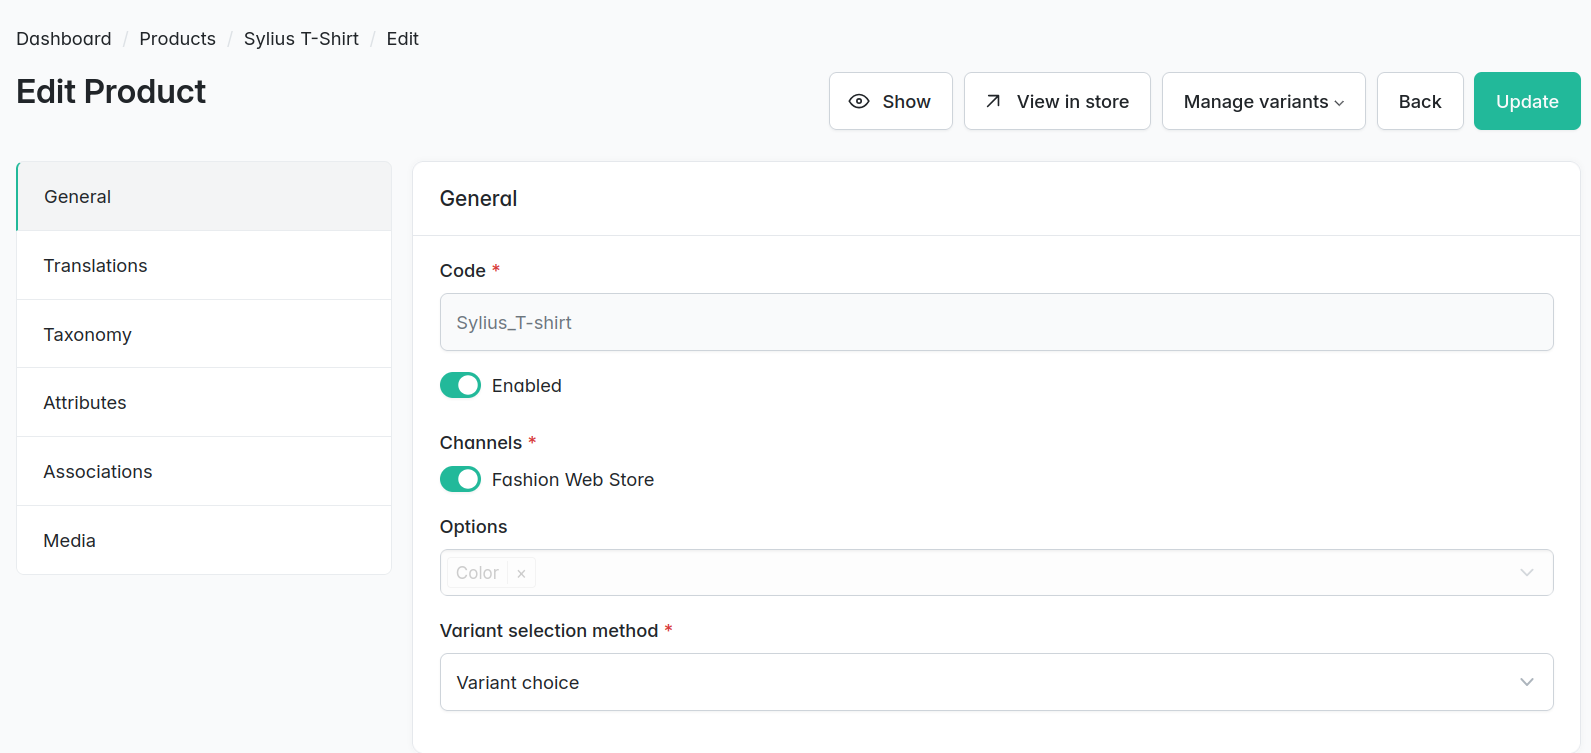 Dashboard / Products / Sylius T-Shirt / Edit
Edit Product
Show
View in store
Manage variants
Back
Update
General
Translations
Taxonomy
Attributes
Associations
Media
General
Code *
Sylius_T-shirt
Enabled
Channels *
Fashion Web Store
Options
Color ×
Variant selection method *
Variant choice